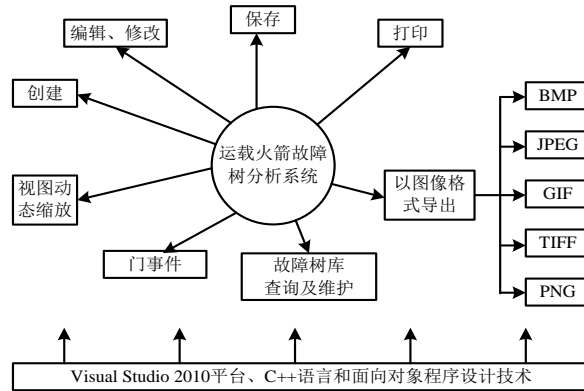 保存
编辑、修改
打印
创建
BMP
运载火箭故障
树分析系统
JPEG
视图动
态缩放
以图像格
式导出
GIF
TIFF
门事件
故障树库
查询及维护
PNG
Visual Studio 2010平台、C++语言和面向对象程序设计技术